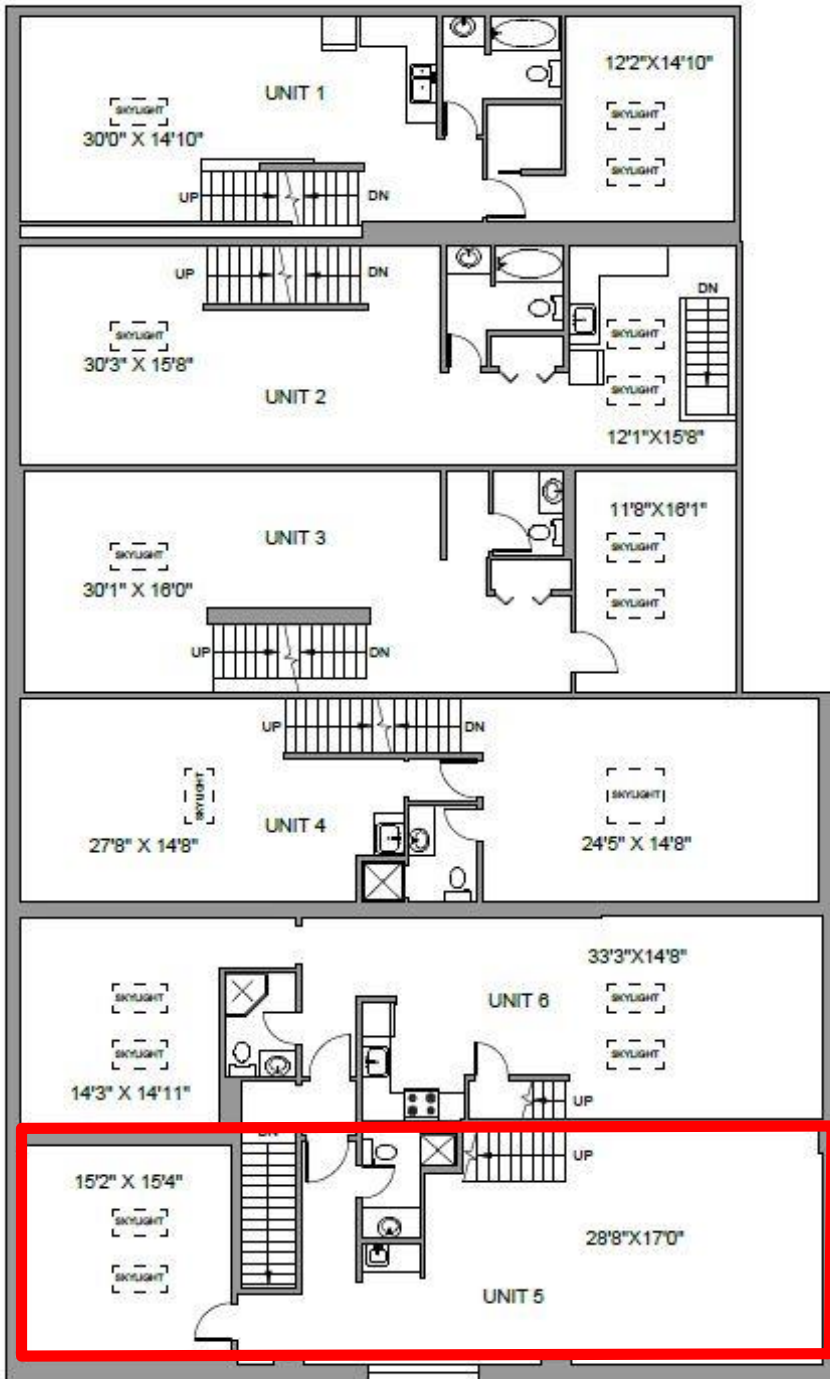 12'2"X14'10"
UNIT 1
SKYLIGHT
SKYLIGHT
30'0" X 14'10"
SKYLIGHT
UP
DN
UP
DN
DN
SKYLIGHT
SKYLIGHT
30'3" X 15'8"
SKYLIGHT
UNIT 2
12'1"X15'8"
11'8"X16'1"
UNIT 3
SKYLIGHT
SKYLIGHT
30'1" X 16'0"
SKYLIGHT
UP
DN
UP
DN
SKYLIGHT
SKYLIGHT
UNIT 4
27'8" X 14'8"
24'5" X 14'8"
33'3"X14'8"
SKYLIGHT
UNIT 6
SKYLIGHT
SKYLIGHT
SKYLIGHT
14'3" X 14'11"
UP
DN
UP
15'2" X 15'4"
SKYLIGHT
28'8"X17'0"
SKYLIGHT
UNIT 5